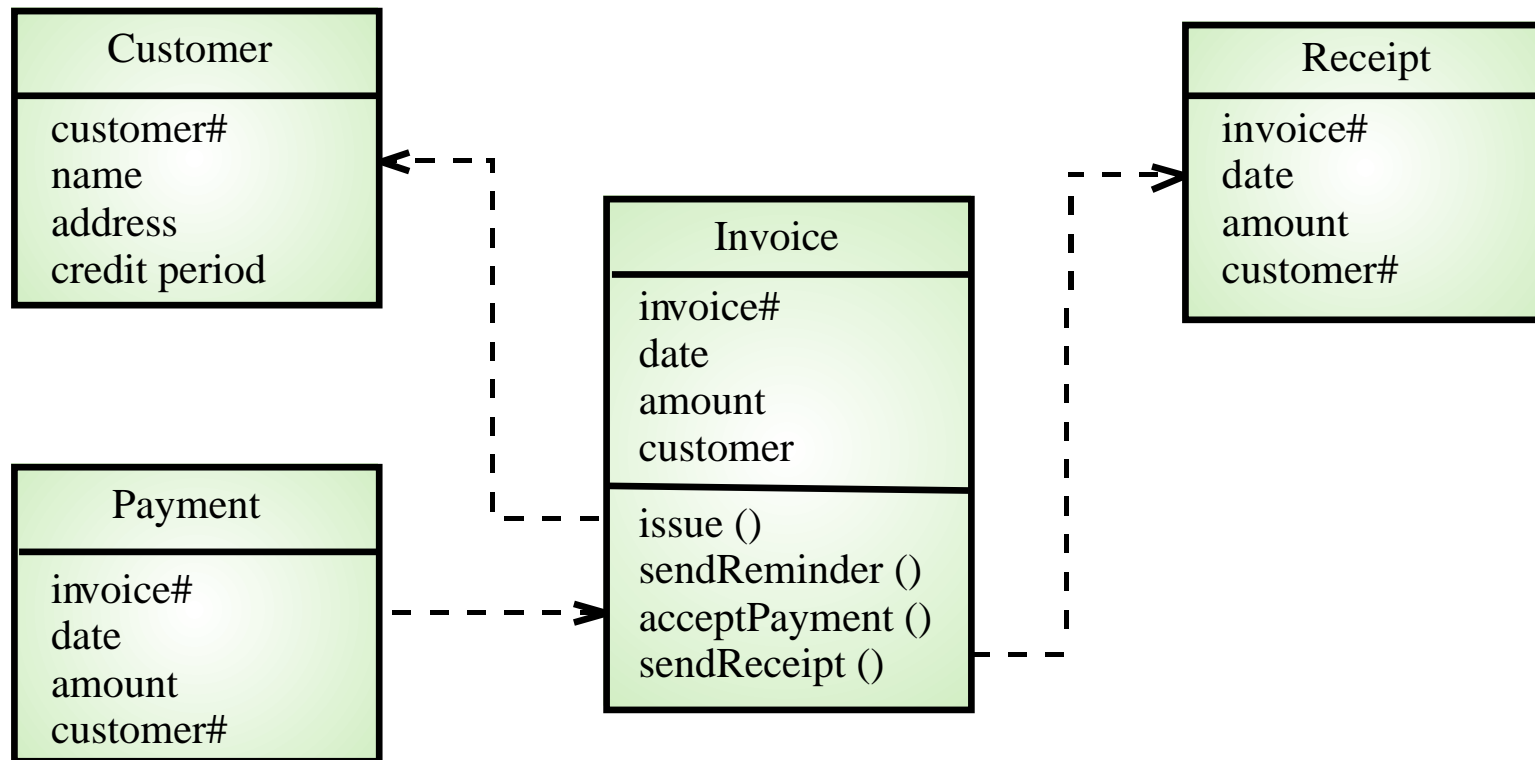 Customer
customer#
name
address
credit period
Receipt
invoice#
date
amount
customer#
Invoice
invoice#
date
amount
customer
issue ()
sendReminder ()
acceptPayment ()
sendReceipt ()
Payment
invoice#
date
amount
customer#